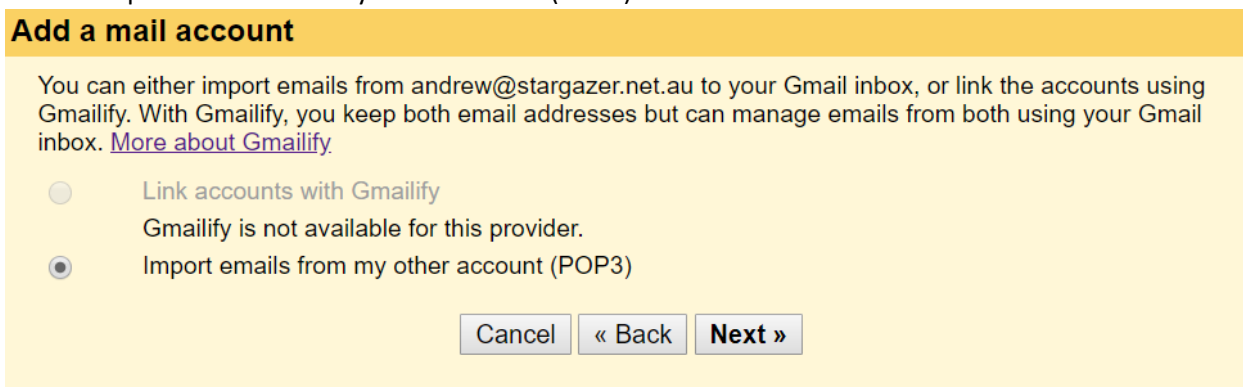 Add a mail account
You can either import emails from andrew@stargazer.net.au to your Gmail inbox, or link the accounts using
Gmailify. With Gmailify, you keep both email addresses but can manage emails from both using your Gmail
inbox. More about Gmailify
Link accounts with Gmailify
Gmailify is not available for this provider.
Import emails from my other account (POP3)
Cancel « Back Next »